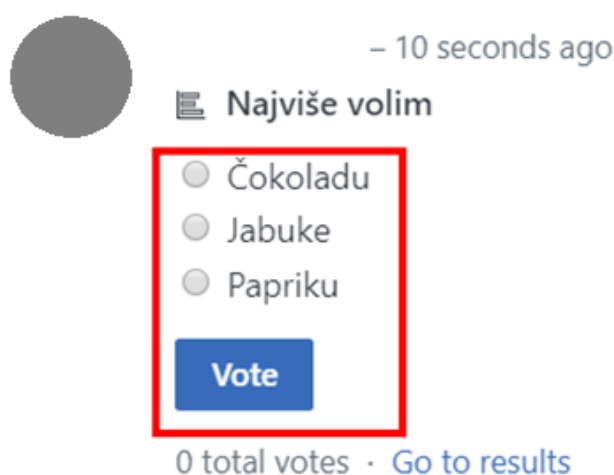 – 10 seconds ago
Najviše volim
Čokoladu
Jabuke
Papriku
Vote
0 total votes · Go to results